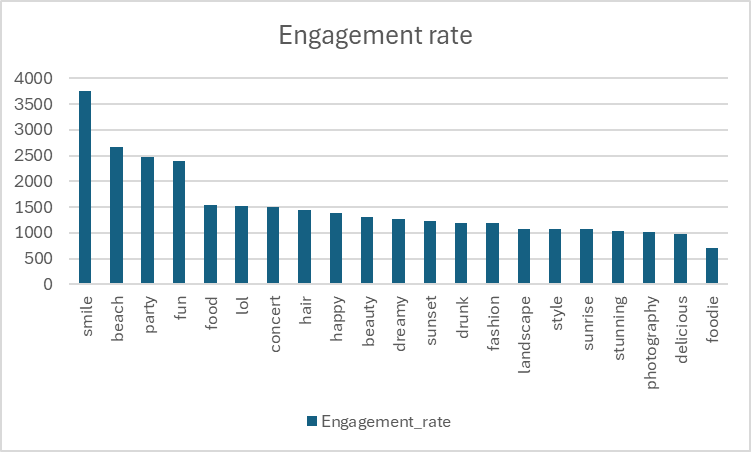 Engagement rate
4000
3500
3000
2500
2000
1500
1000
500
0
smile
beach
party
fun
food
lol
concert
hair
happy
beauty
dreamy
sunset
drunk
fashion
landscape
style
sunrise
stunning
photography
delicious
foodie
Engagement_rate